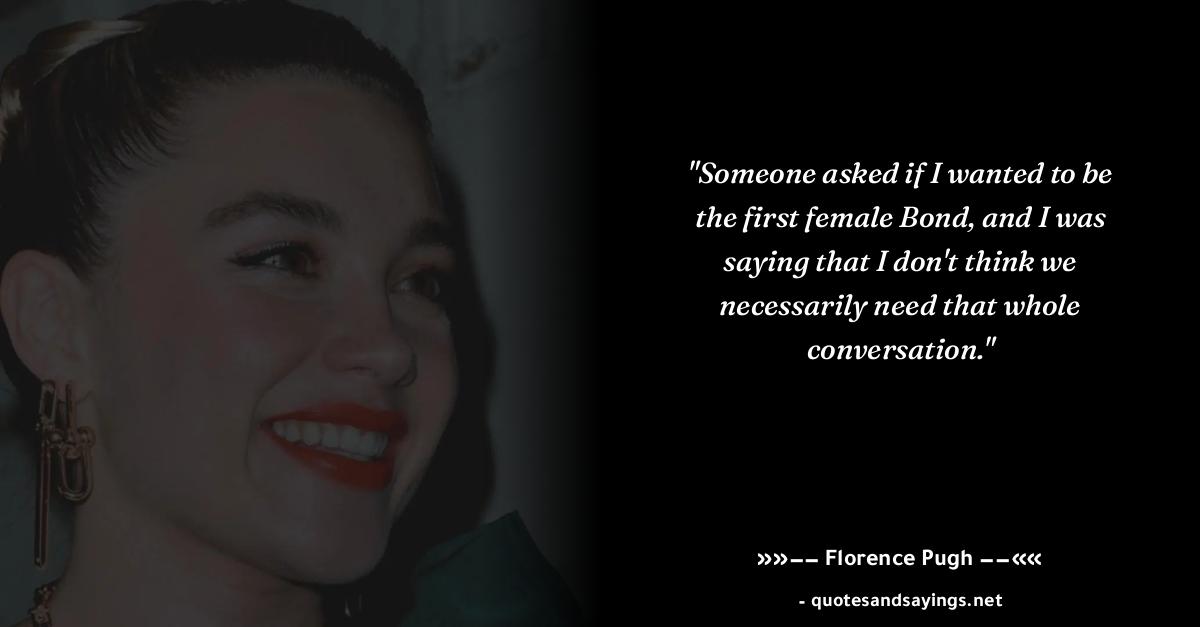 "Someone asked if I wanted to be
the first female Bond, and I was
saying that I don't think we
necessarily need that whole
conversation."
»»−− Florence Pugh −−««
- quotesandsayings.net